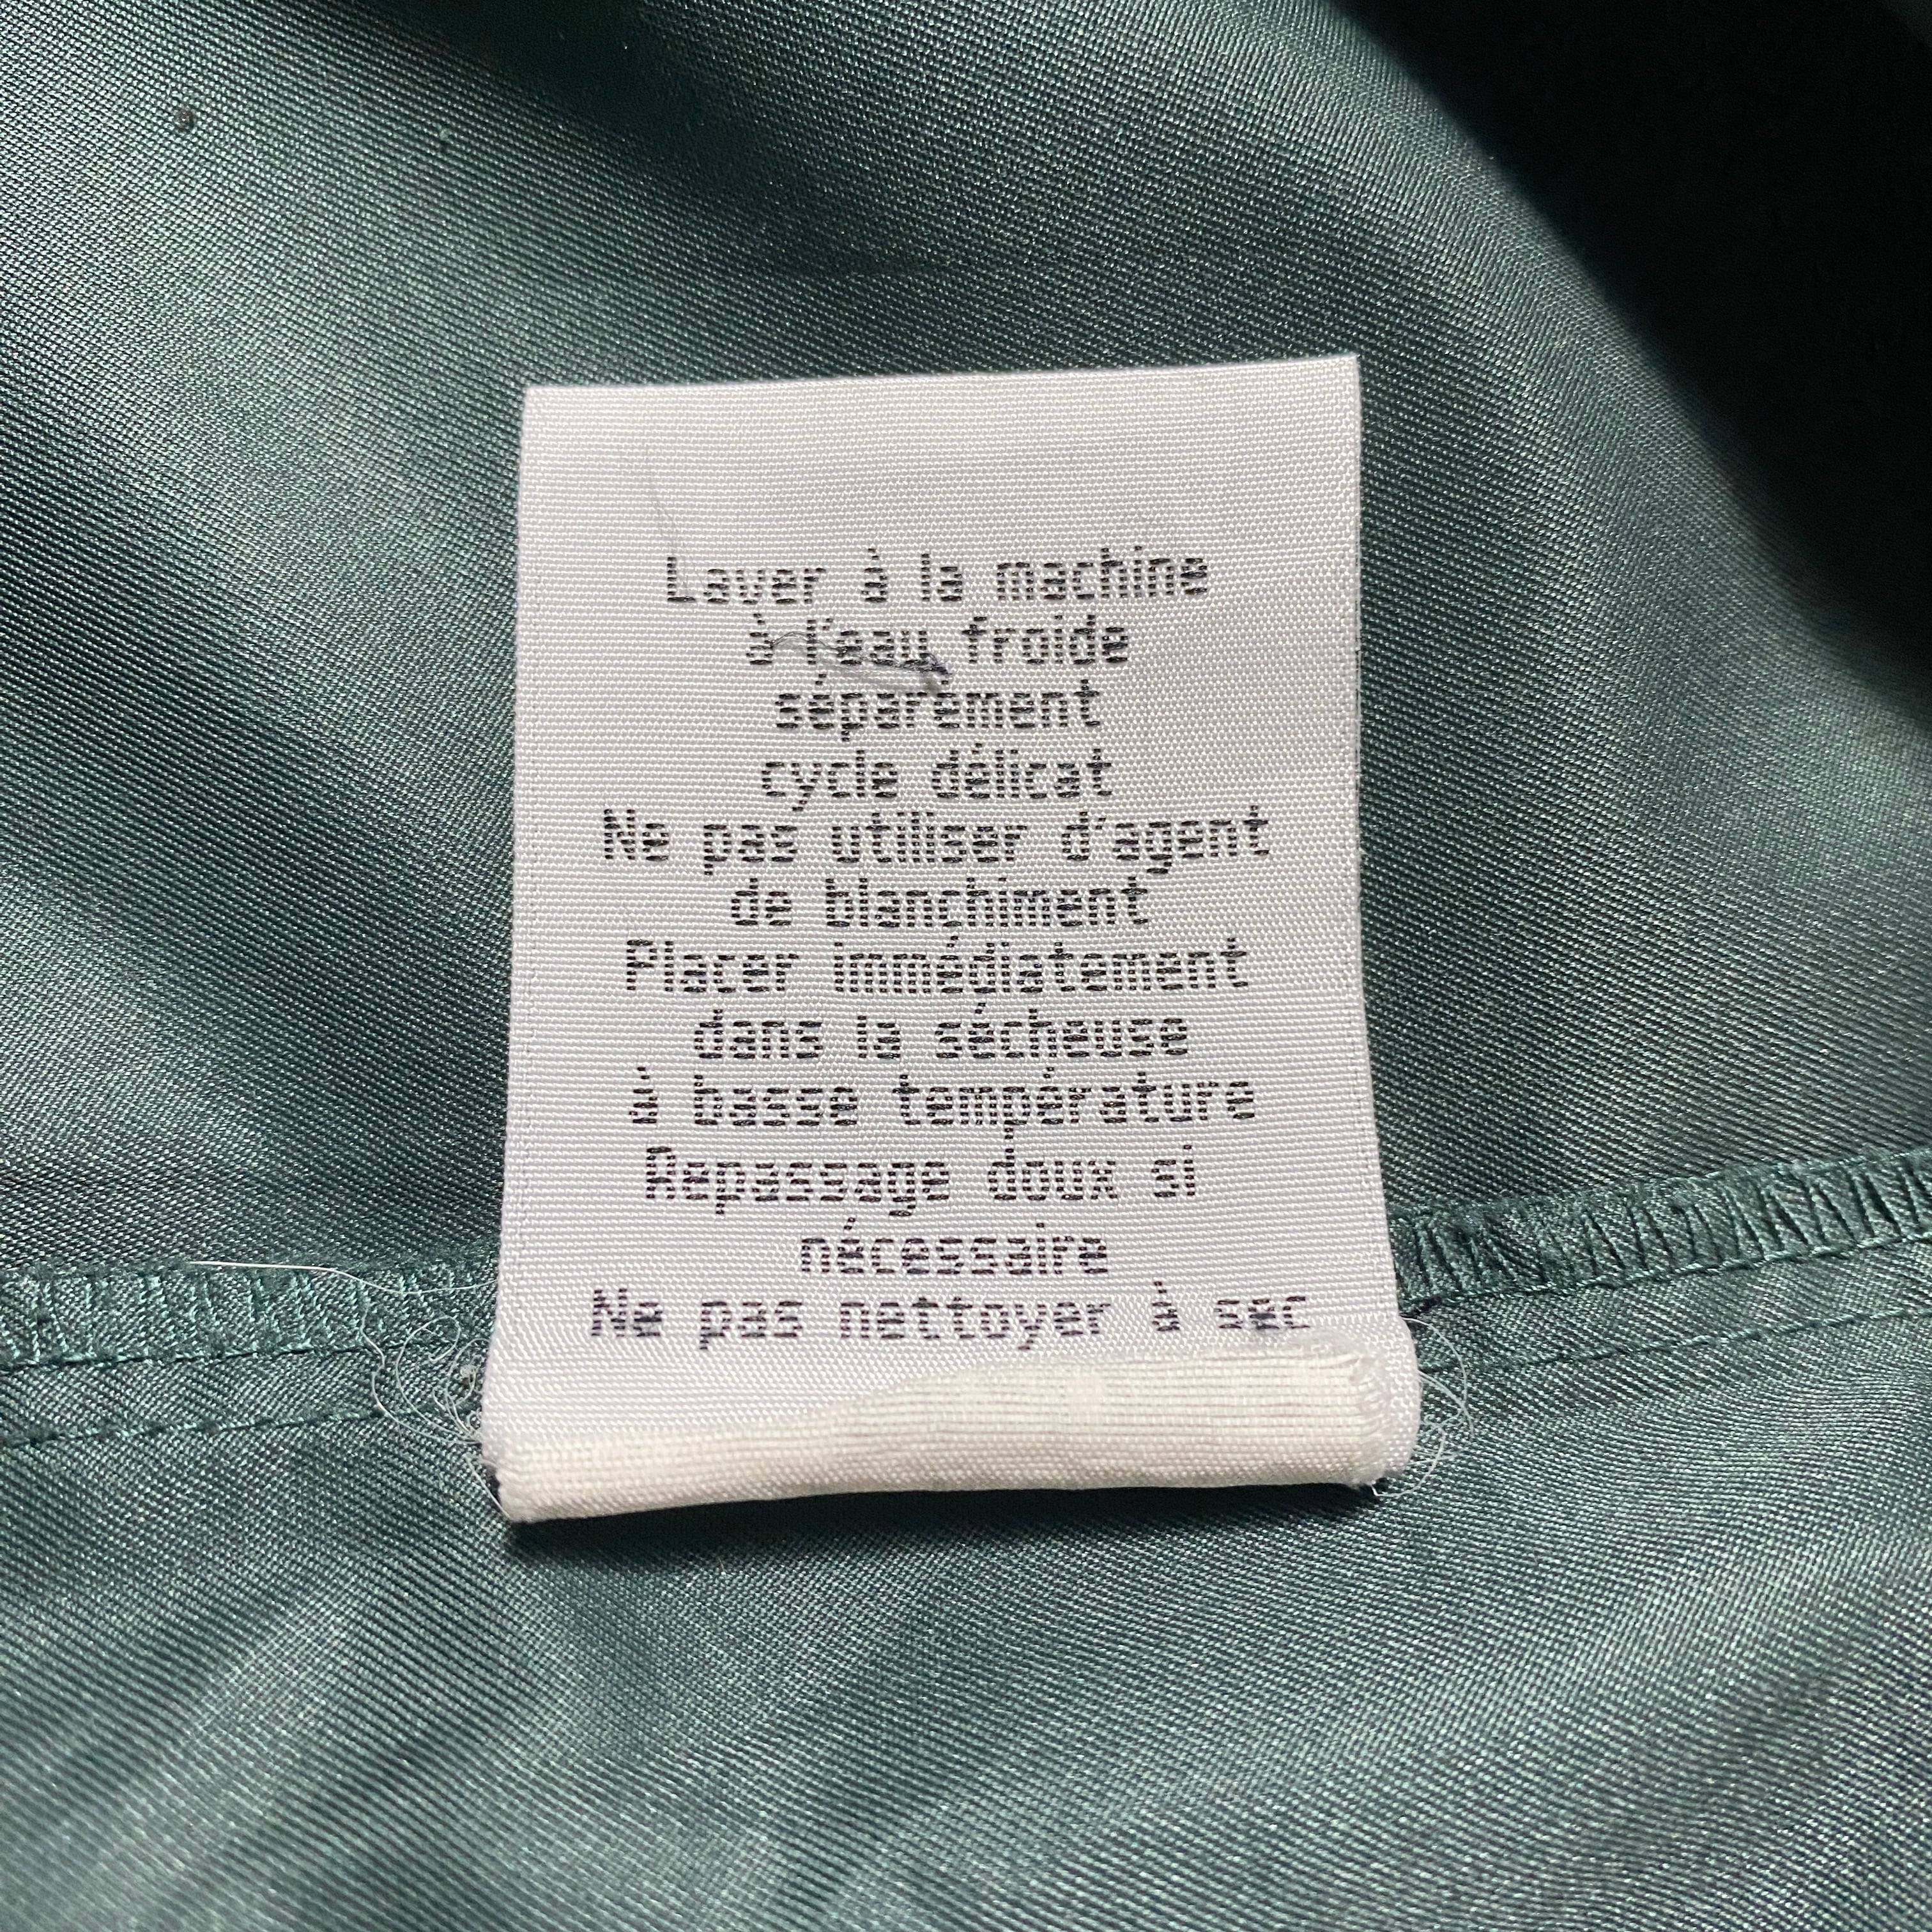 Laver à la machine
à l'eau froide
séparément
cycle délicat
Ne pas utiliser d'agent
de blanchiment
Placer immédiatement
dans la sécheuse
à basse température
Repassage doux si
nécessaire
Ne pas nettoyer à sec